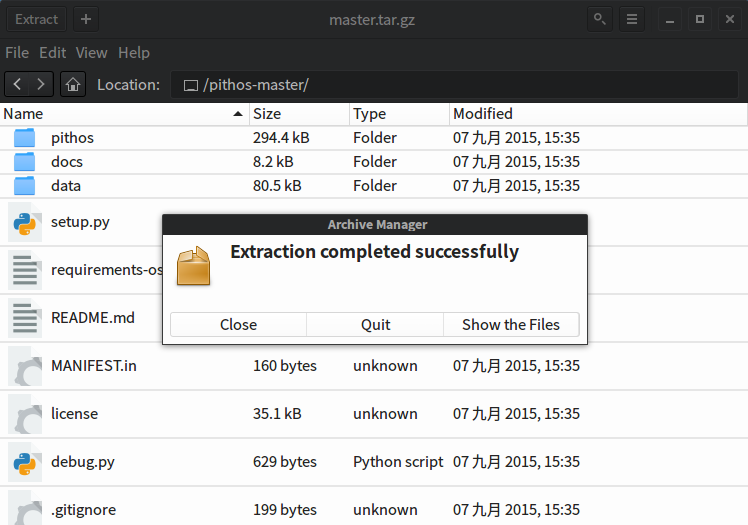 Extract + master.tar.gz
File Edit View Help
Location: /pithos-master/
Name Size Type Modified
pithos 294.4 kB Folder 07 九月 2015, 15:35
docs 8.2 kB Folder 07 九月 2015, 15:35
data 80.5 kB Folder 07 九月 2015, 15:35
setup.py
Archive Manager
Extraction completed successfully
requirements-os
README.md
Close Quit Show the Files
MANIFEST.in 160 bytes unknown 07 九月 2015, 15:35
license 35.1 kB unknown 07 九月 2015, 15:35
debug.py 629 bytes Python script 07 九月 2015, 15:35
.gitignore 199 bytes unknown 07 九月 2015, 15:35